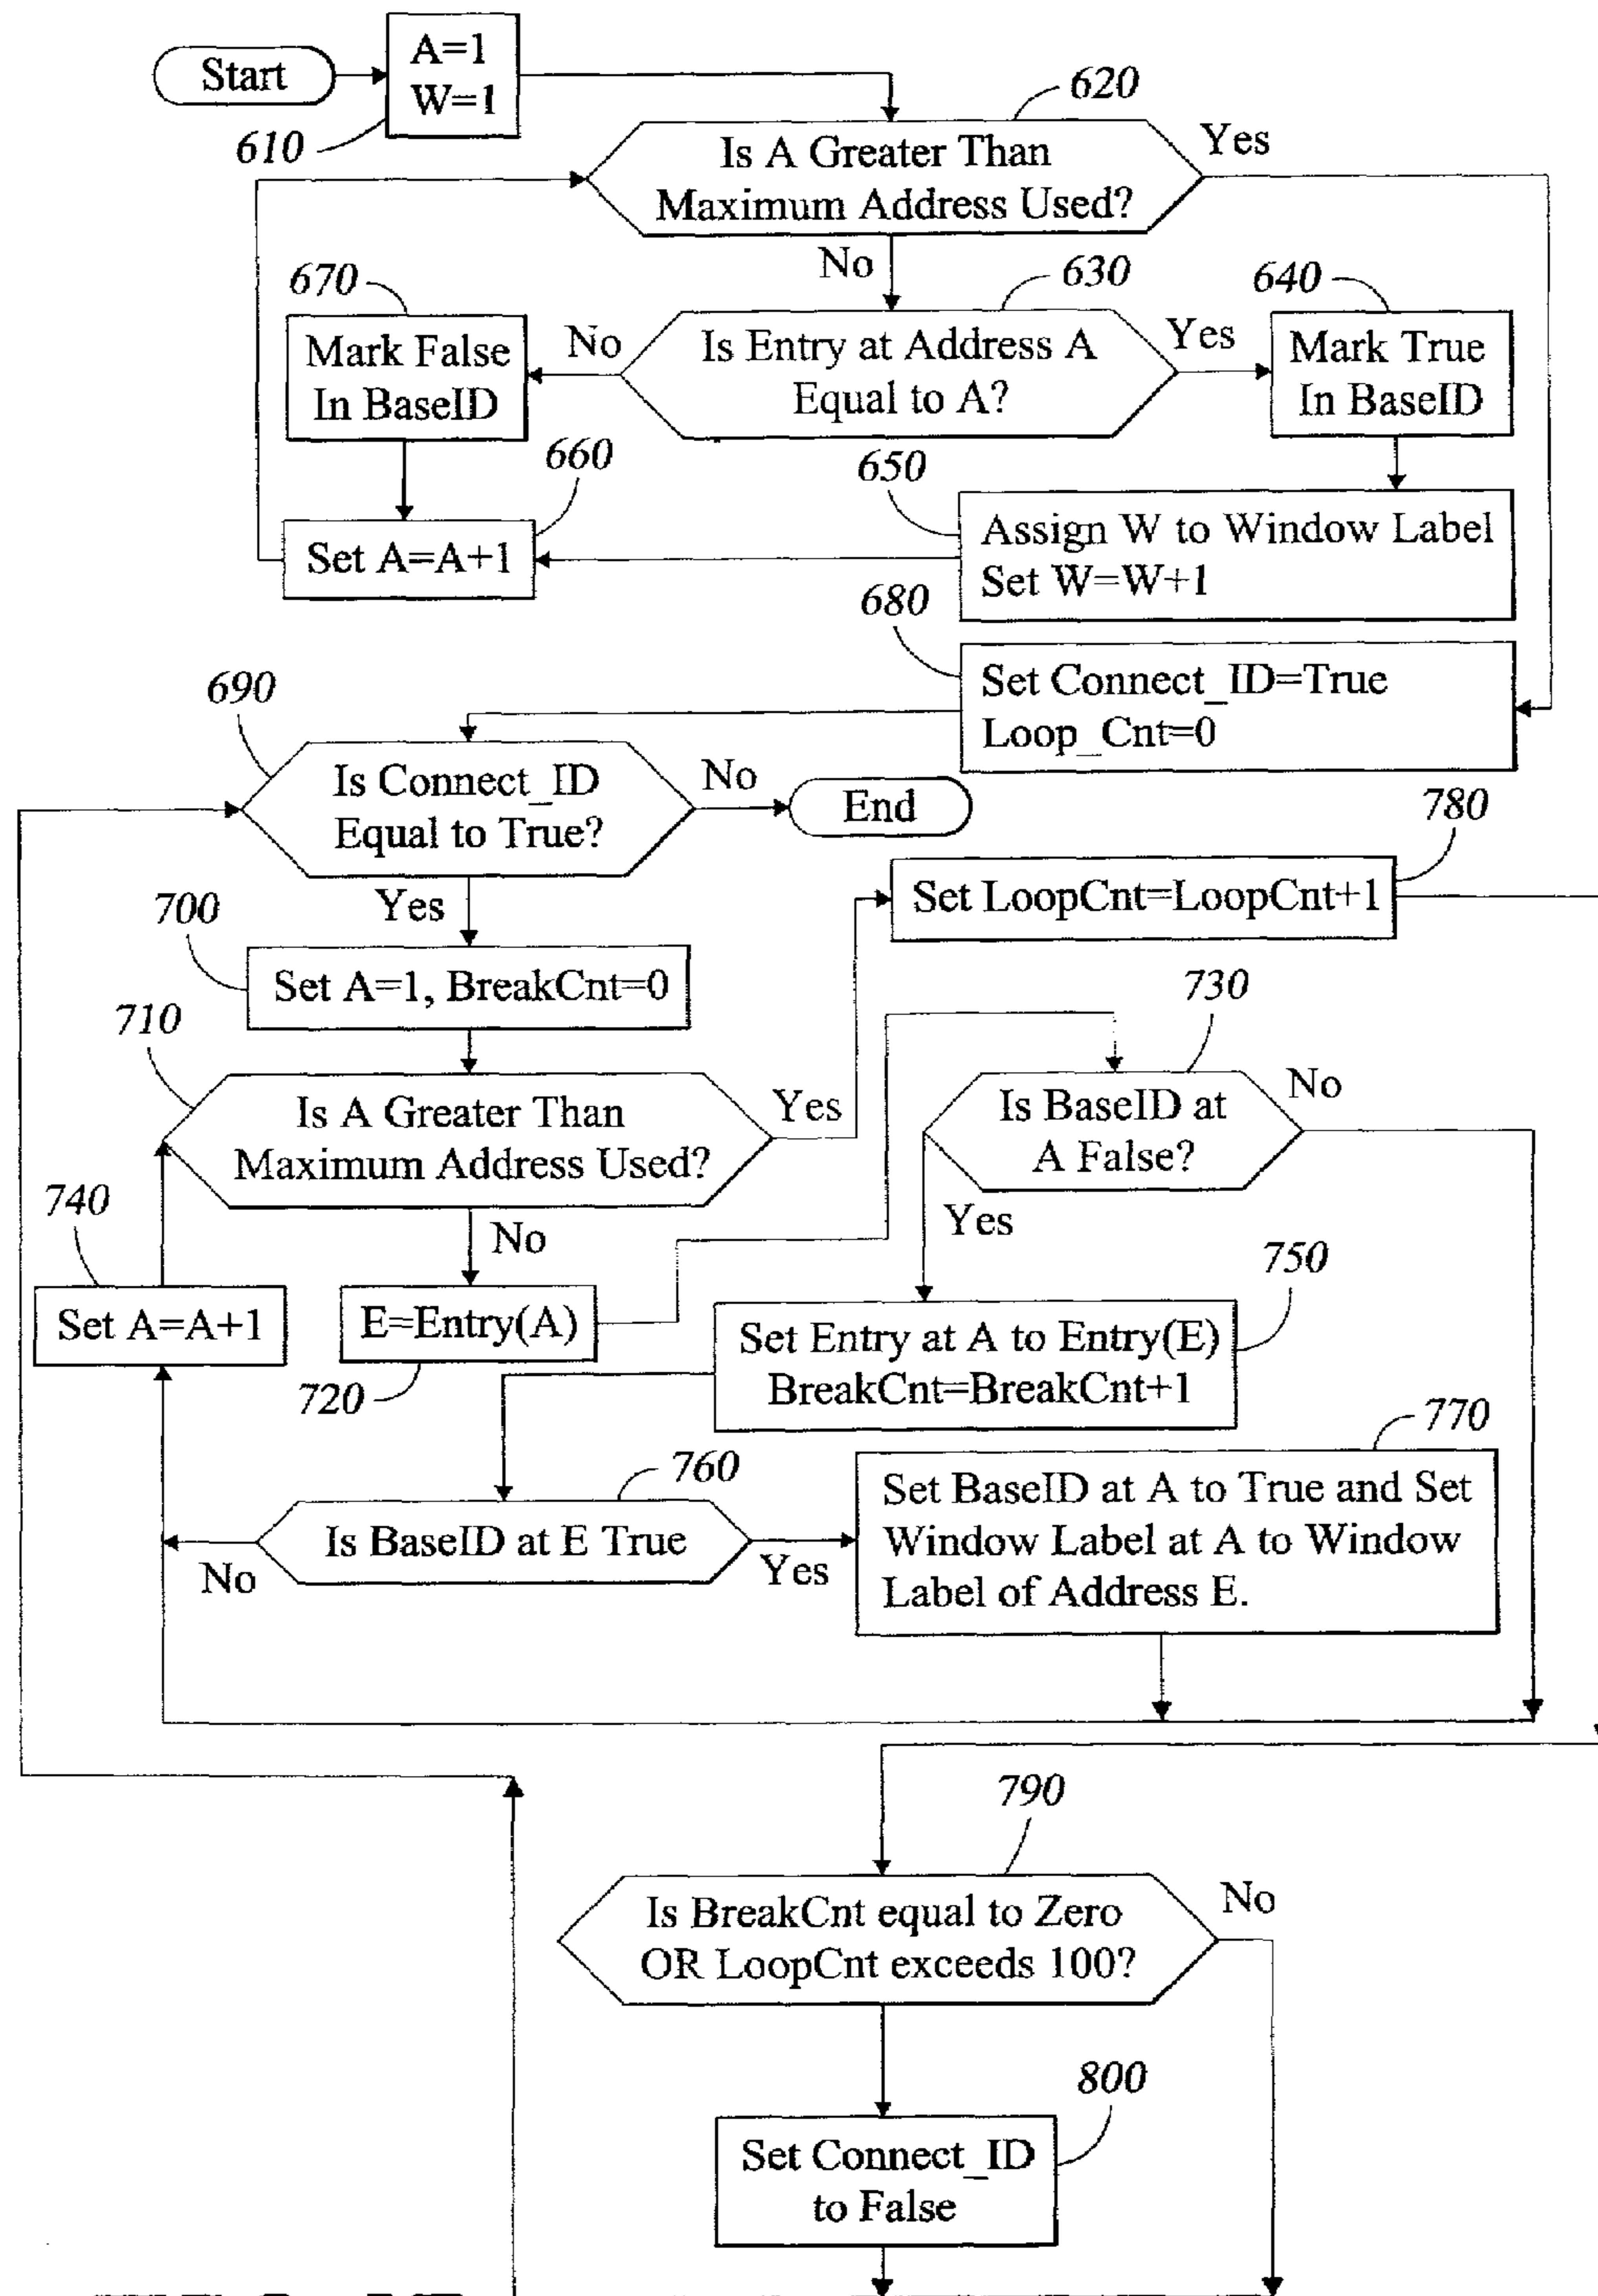 Start
A=1
W=1
610
620
Is A Greater Than
Maximum Address Used?
Yes
No
670
630
640
Mark False
In BaseID
No
Is Entry at Address A
Equal to A?
Yes
Mark True
In BaseID
660
650
Set A=A+1
Assign W to Window Label
Set W=W+1
680
Set Connect_ID=True
Loop_Cnt=0
690
Is Connect_ID
Equal to True?
No
End
780
Set LoopCnt=LoopCnt+1
Yes
700
Set A=1, BreakCnt=0
710
730
Is A Greater Than
Maximum Address Used?
Yes
Is BaseID at
A False?
No
740
No
Yes
750
Set A=A+1
E=Entry(A)
720
Set Entry at A to Entry(E)
BreakCnt=BreakCnt+1
770
760
Is BaseID at E True
No
Yes
Set BaseID at A to True and Set
Window Label at A to Window
Label of Address E.
790
Is BreakCnt equal to Zero
OR LoopCnt exceeds 100?
No
800
Set Connect_ID
to False